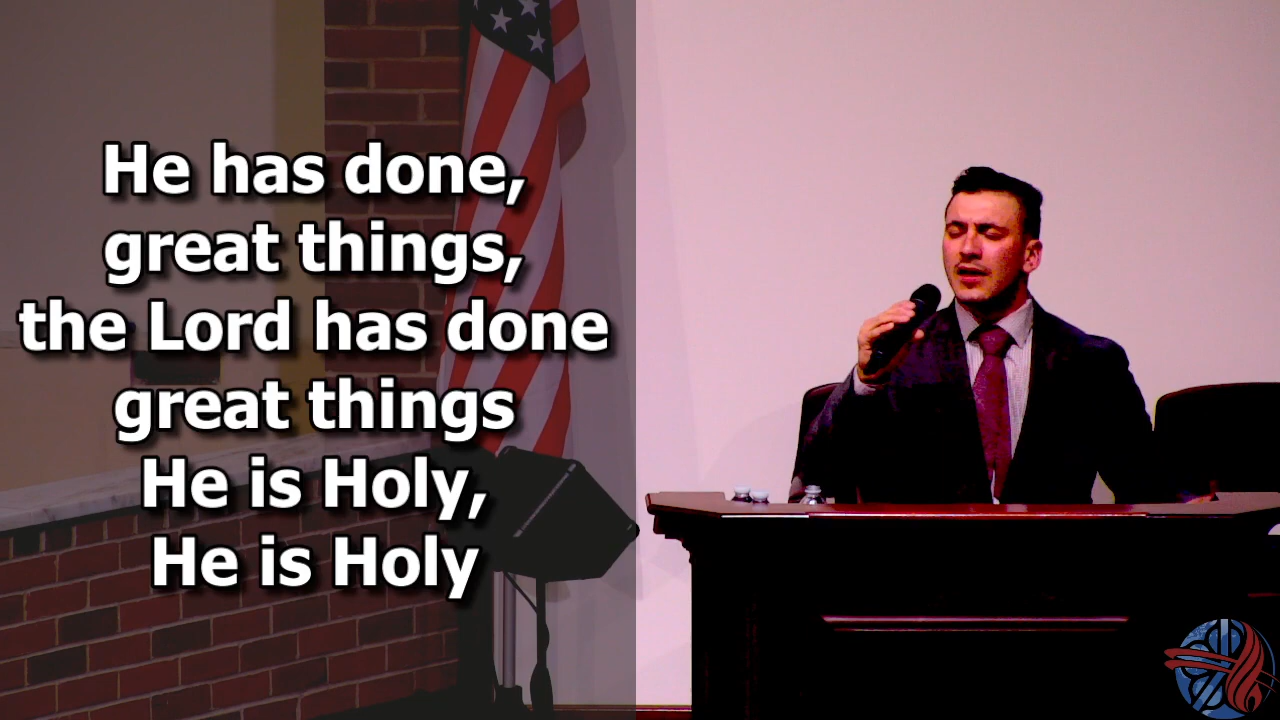 He has done,
great things,
the Lord has done
great things
He is Holy,
He is Holy